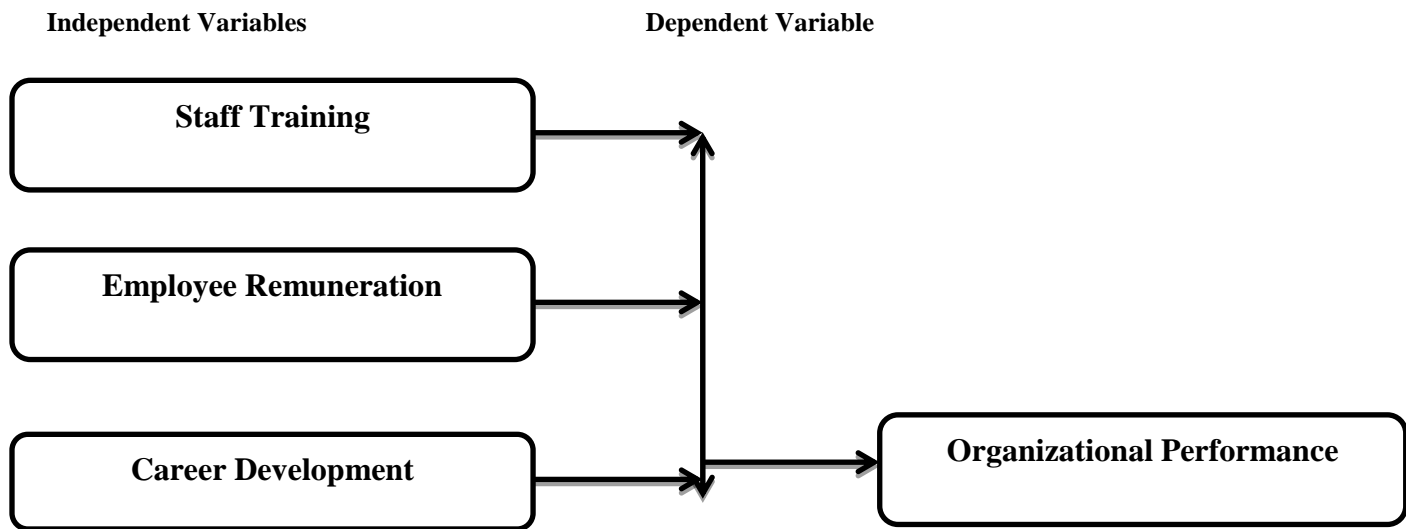 Independent Variables
Dependent Variable
Staff Training
Employee Remuneration
Career Development
Organizational Performance